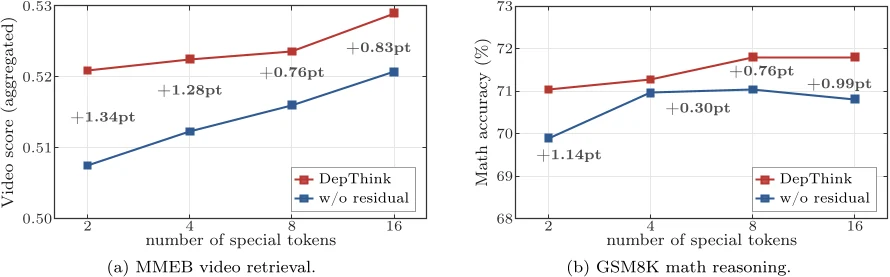 0.53
0.52
0.51
0.50
Video score (aggregated)
+1.34pt
+1.28pt
+0.76pt
+0.83pt
DepThink
w/o residual
2 4 8 16
number of special tokens
(a) MMEB video retrieval.
73
72
71
70
69
68
Math accuracy (%)
+1.14pt
+0.30pt
+0.76pt
+0.99pt
DepThink
w/o residual
2 4 8 16
number of special tokens
(b) GSM8K math reasoning.